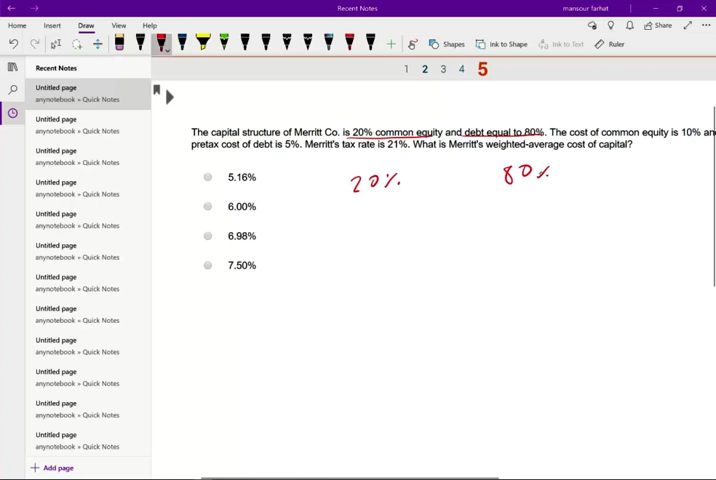 Recent Notes
mansour farhat
Home Insert Draw View Help
Share
Shapes Ink to Shape Ink to Text Ruler
Recent Notes
1 2 3 4 5
Untitled page
anynotebook » Quick Notes
Untitled page
anynotebook » Quick Notes
Untitled page
anynotebook » Quick Notes
Untitled page
anynotebook » Quick Notes
Untitled page
anynotebook » Quick Notes
Untitled page
anynotebook » Quick Notes
Untitled page
anynotebook » Quick Notes
Untitled page
anynotebook » Quick Notes
Untitled page
anynotebook » Quick Notes
Untitled page
anynotebook » Quick Notes
Untitled page
anynotebook » Quick Notes
Untitled page
anynotebook » Quick Notes
Add page
The capital structure of Merritt Co. is 20% common equity and debt equal to 80%. The cost of common equity is 10% an
pretax cost of debt is 5%. Merritt's tax rate is 21%. What is Merritt's weighted-average cost of capital?
5.16%
20% 80%
6.00%
6.98%
7.50%